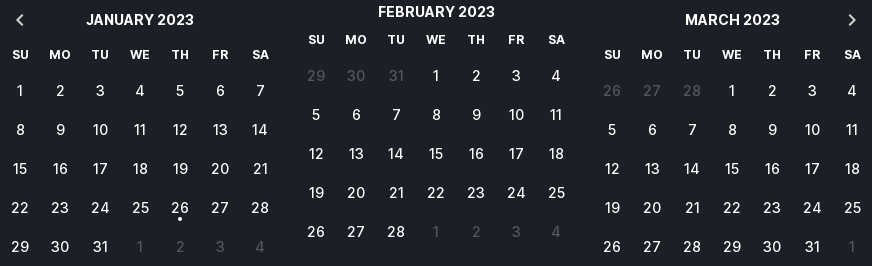 JANUARY 2023
SU MO TU WE TH FR SA
1 2 3 4 5 6 7
8 9 10 11 12 13 14
15 16 17 18 19 20 21
22 23 24 25 26 27 28
29 30 31 1 2 3 4
FEBRUARY 2023
SU MO TU WE TH FR SA
29 30 31 1 2 3 4
5 6 7 8 9 10 11
12 13 14 15 16 17 18
19 20 21 22 23 24 25
26 27 28 1 2 3 4
MARCH 2023
SU MO TU WE TH FR SA
26 27 28 1 2 3 4
5 6 7 8 9 10 11
12 13 14 15 16 17 18
19 20 21 22 23 24 25
26 27 28 29 30 31 1